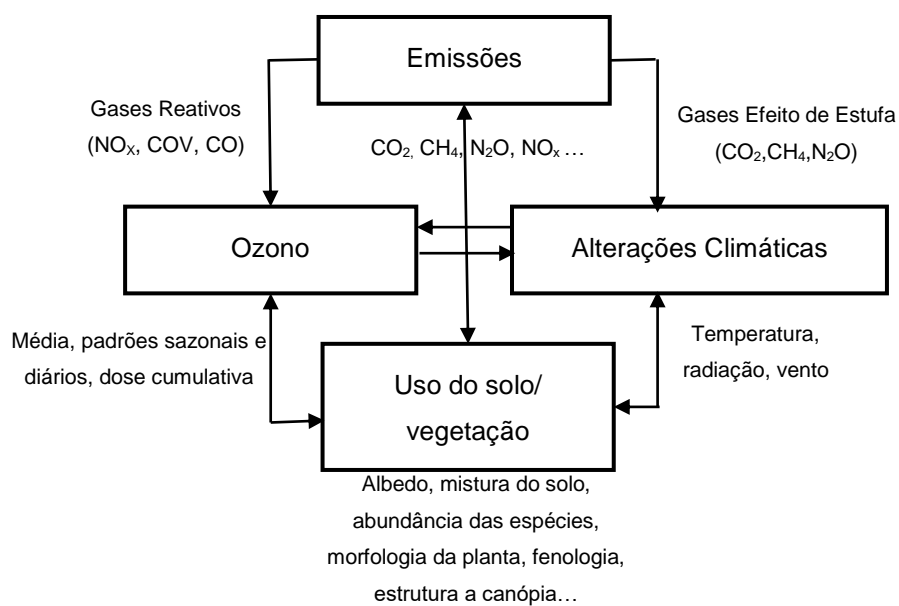 Emissões
Gases Reativos
(NOₓ, COV, CO)
CO₂, CH₄, N₂O, NOₓ …
Gases Efeito de Estufa
(CO₂,CH₄,N₂O)
Ozono
Alterações Climáticas
Média, padrões sazonais e
diários, dose cumulativa
Temperatura,
radiação, vento
Uso do solo/
vegetação
Albedo, mistura do solo,
abundância das espécies,
morfologia da planta, fenologia,
estrutura a canópia…